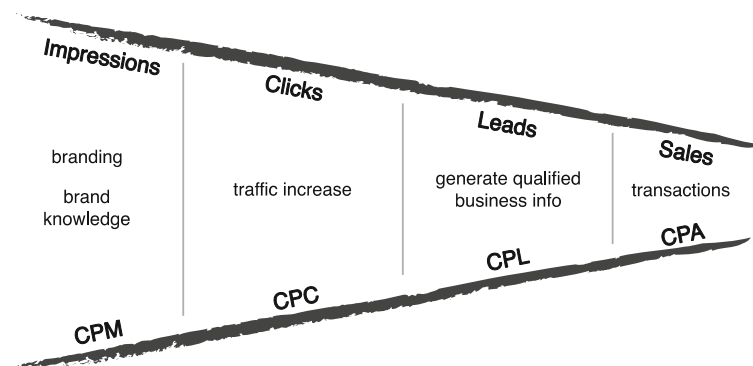 Impressions
Clicks
Leads
Sales
branding
brand
knowledge
traffic increase
generate qualified
business info
transactions
CPM
CPC
CPL
CPA